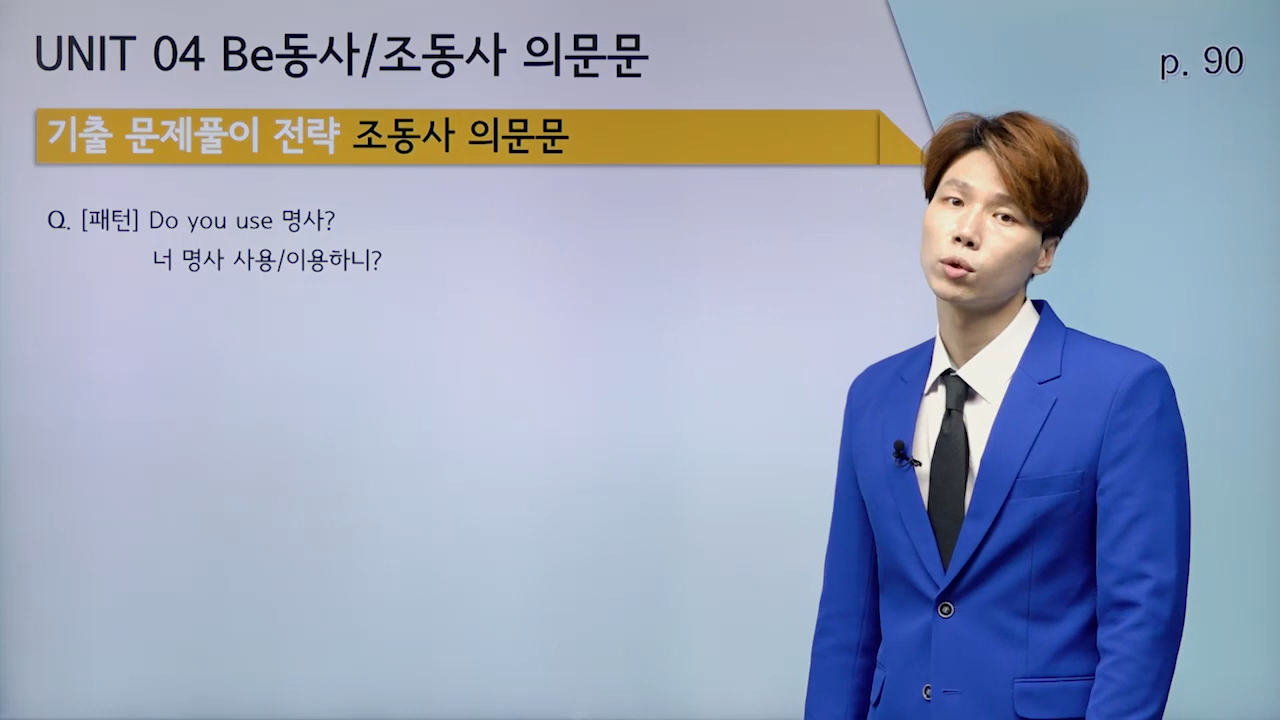 UNIT 04 Be동사/조동사 의문문
p. 90
기출 문제풀이 전략 조동사 의문문
Q. [패턴] Do you use 명사?
너 명사 사용/이용하니?